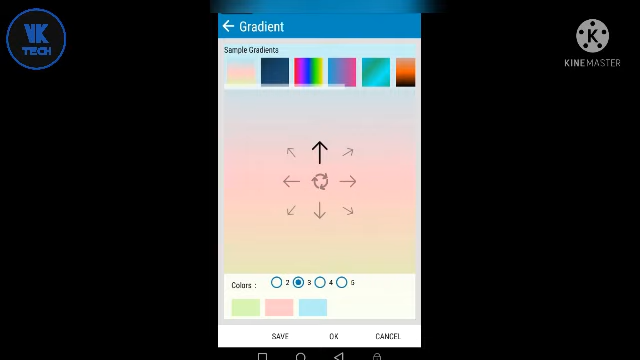 VK
TECH
Gradient
K
KINEMASTER
Sample Gradients
Colors :
2
3
4
5
SAVE
OK
CANCEL